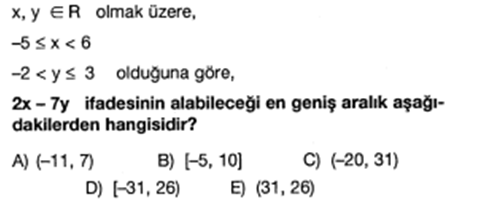 x, y ∈ R olmak üzere,
–5 ≤ x < 6
–2 < y ≤ 3 olduğuna göre,
2x – 7y ifadesinin alabileceği en geniş aralık aşağı-
dakilerden hangisidir?
A) (–11, 7) B) [–5, 10] C) (–20, 31)
D) [–31, 26) E) (31, 26)